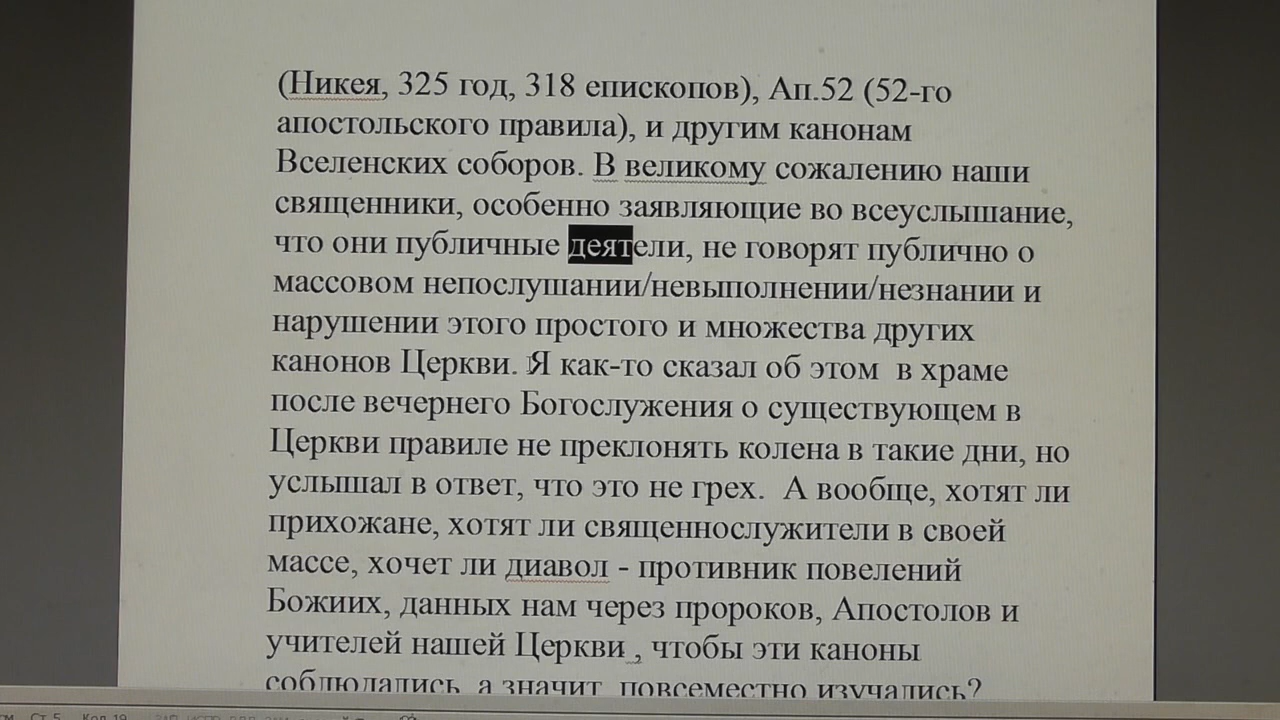 (Никея, 325 год, 318 епископов), Ап.52 (52-го
апостольского правила), и другим канонам
Вселенских соборов. В великому сожалению наши
священники, особенно заявляющие во всеуслышание,
что они публичные деятели, не говорят публично о
массовом непослушании/невыполнении/незнании и
нарушении этого простого и множества других
канонов Церкви. Я как-то сказал об этом  в храме
после вечернего Богослужения о существующем в
Церкви правиле не преклонять колена в такие дни, но
услышал в ответ, что это не грех.  А вообще, хотят ли
прихожане, хотят ли священнослужители в своей
массе, хочет ли диавол - противник повелений
Божиих, данных нам через пророков, Апостолов и
учителей нашей Церкви , чтобы эти каноны
соблюдались, а значит, повсеместно изучались?
Ст 5 Кол 19